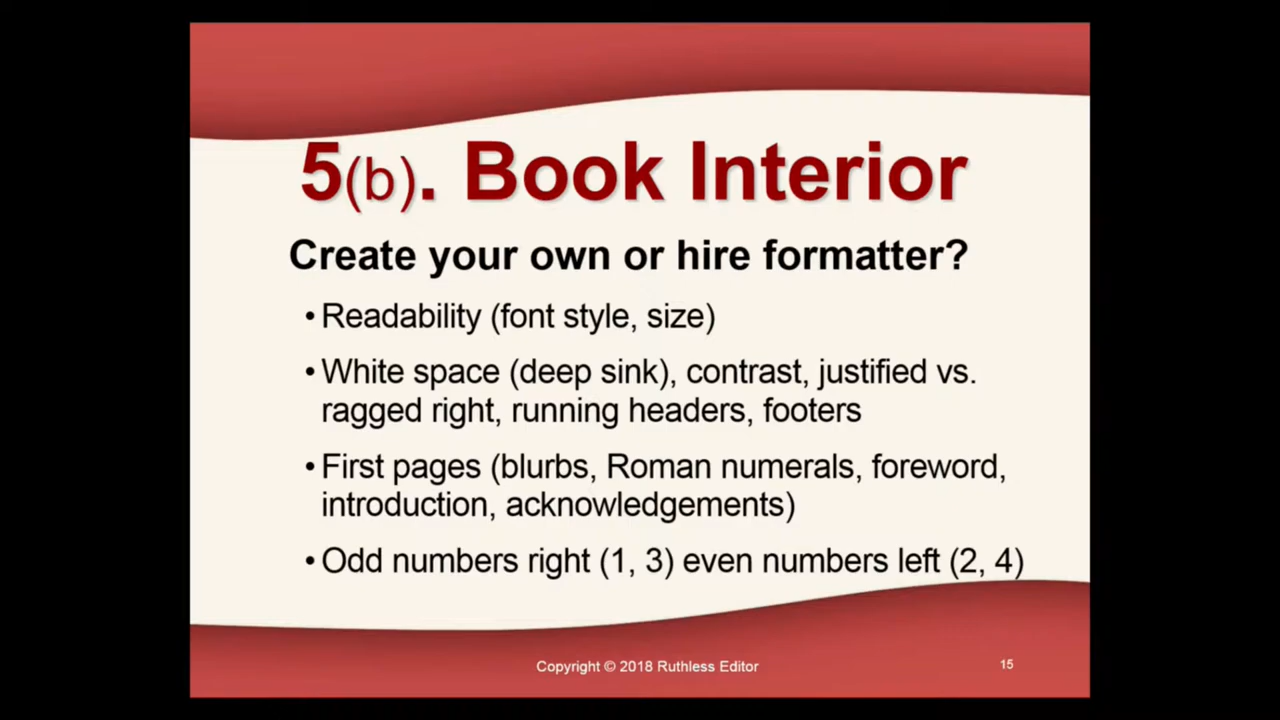 5(b). Book Interior
Create your own or hire formatter?
• Readability (font style, size)
• White space (deep sink), contrast, justified vs.
ragged right, running headers, footers
• First pages (blurbs, Roman numerals, foreword,
introduction, acknowledgements)
• Odd numbers right (1, 3) even numbers left (2, 4)
Copyright © 2018 Ruthless Editor
15